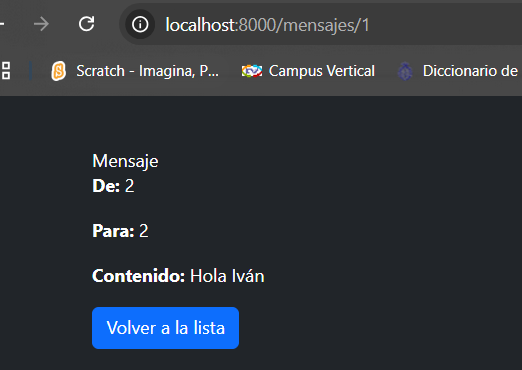 localhost:8000/mensajes/1
Scratch - Imagina, P... Campus Vertical Diccionario de
Mensaje
De: 2
Para: 2
Contenido: Hola Iván
Volver a la lista